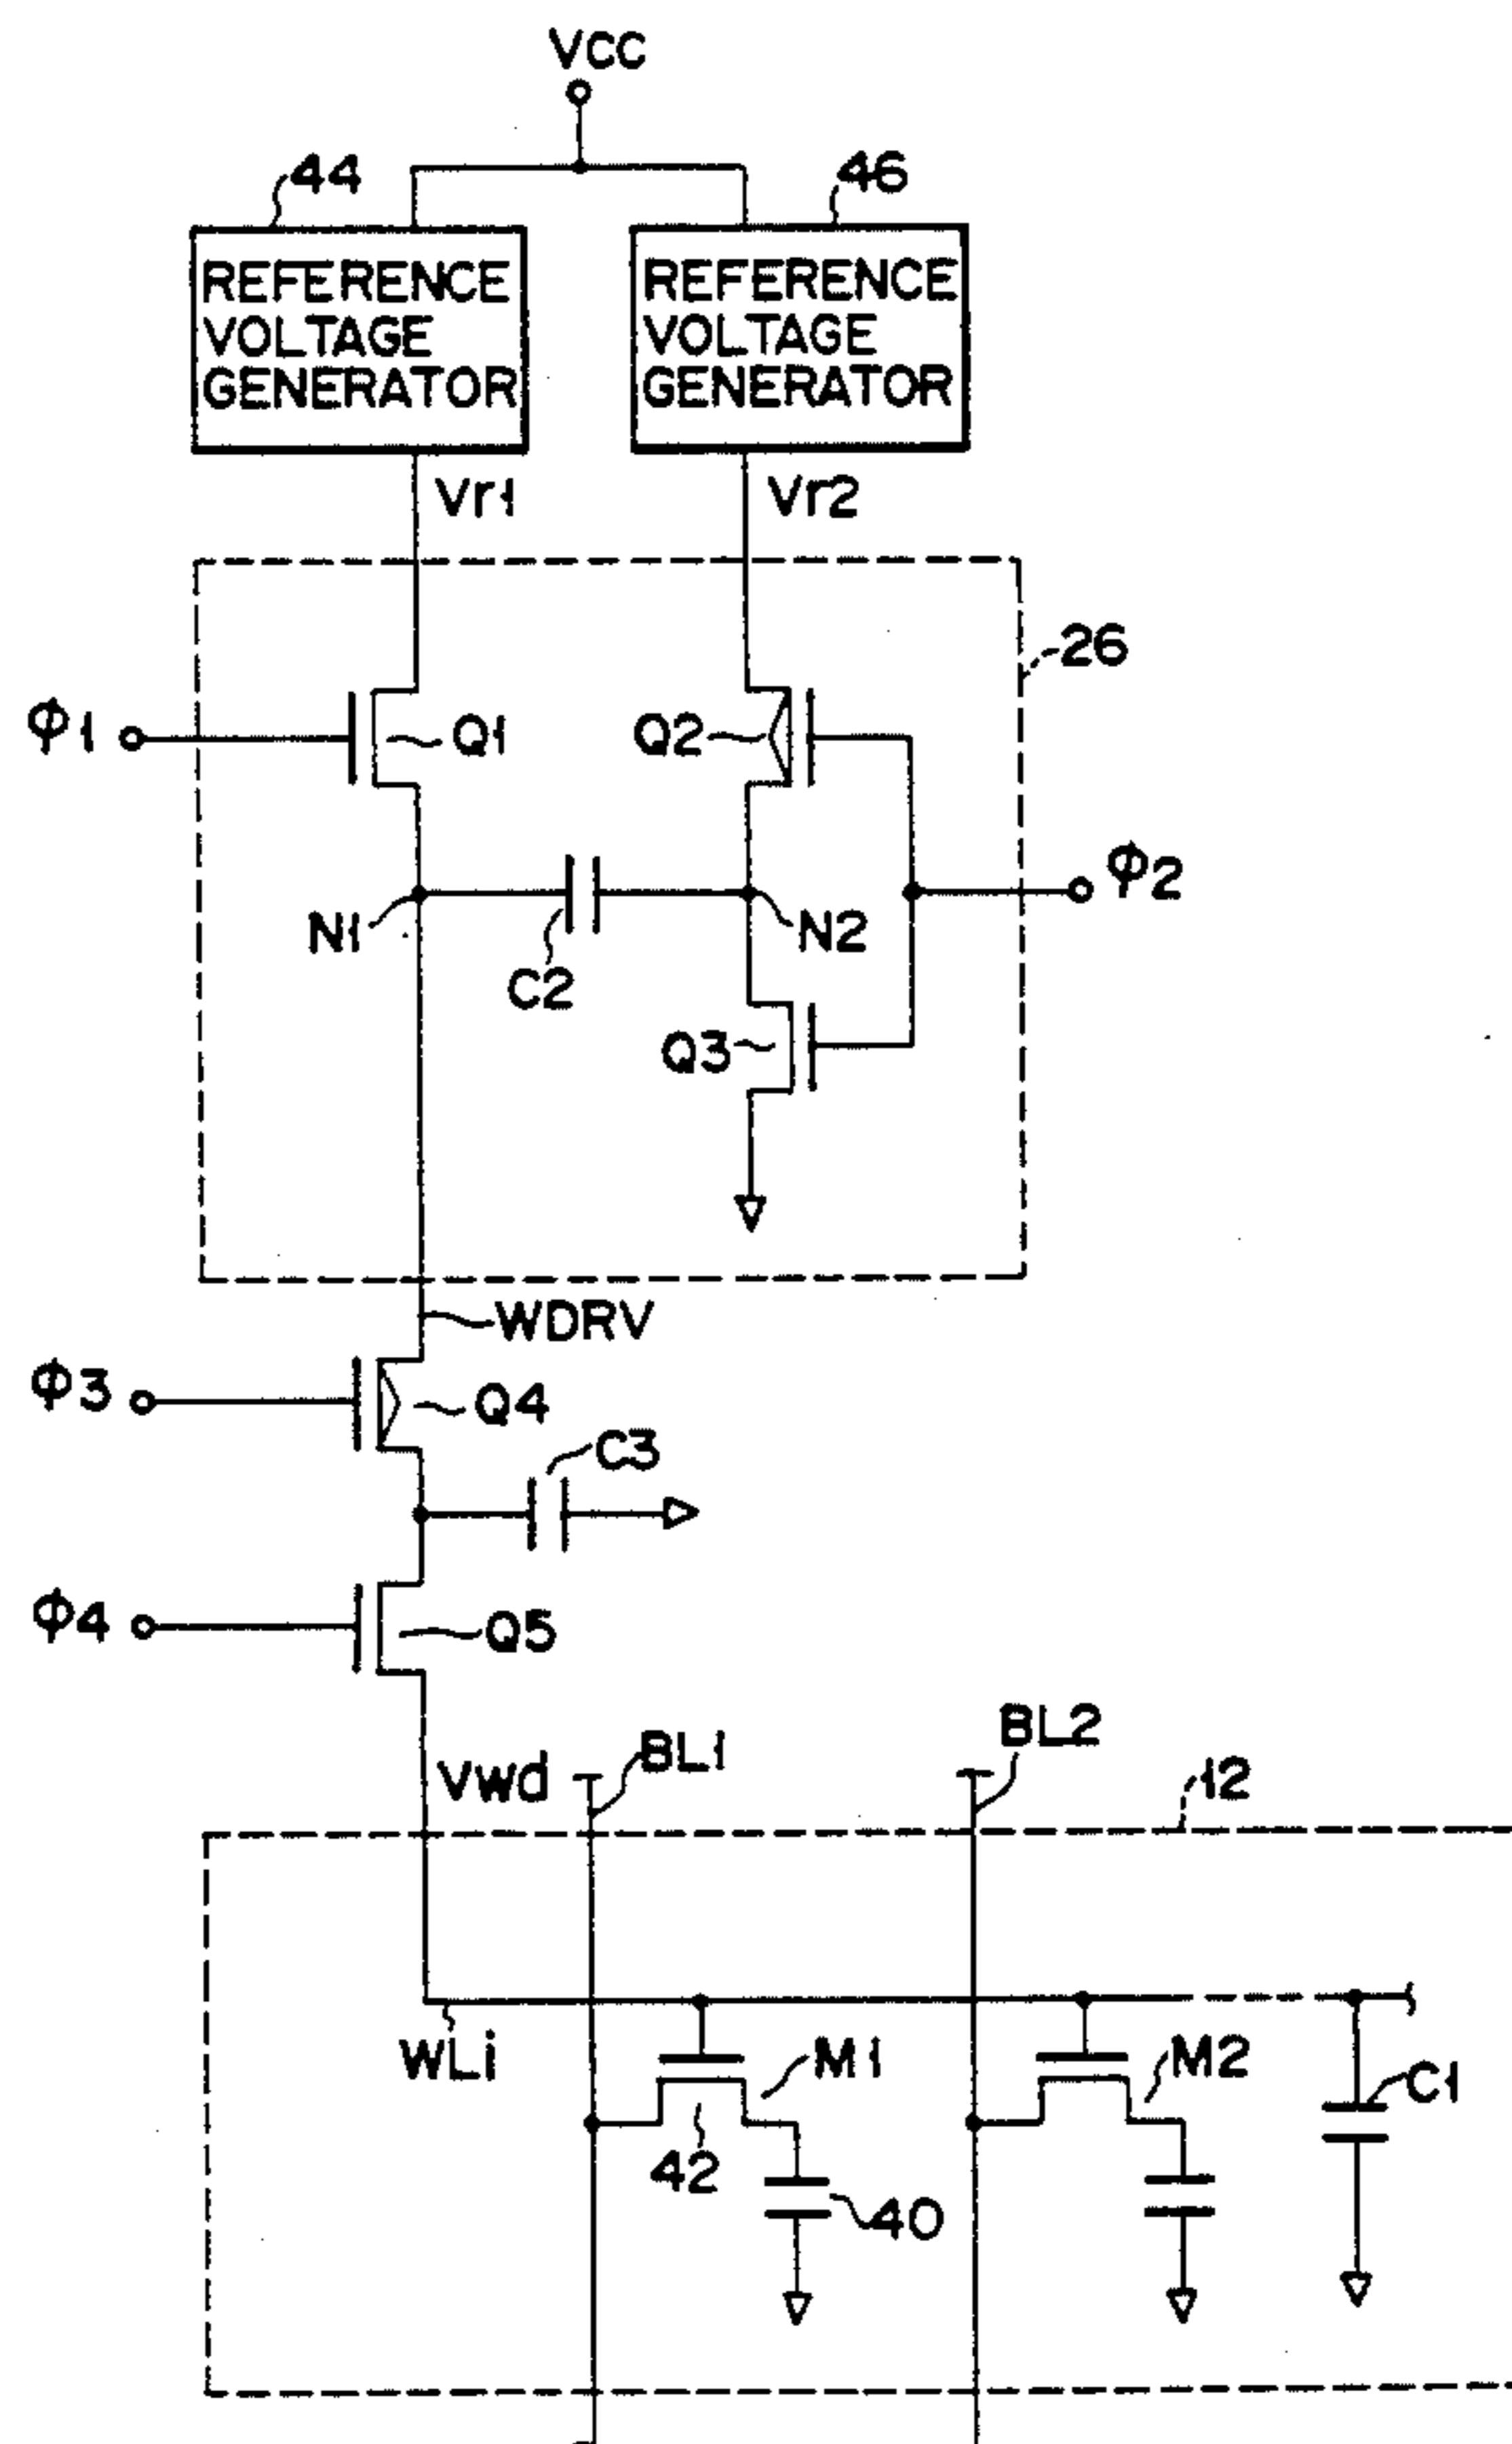 VCC
44
46
REFERENCE
VOLTAGE
GENERATOR
REFERENCE
VOLTAGE
GENERATOR
Vr1
Vr2
26
Φ1
Q1
Q2
Φ2
N1
C2
N2
Q3
WDRV
Φ3
Q4
C3
Φ4
Q5
Vwd
BL1
BL2
12
WLi
M1
M2
C1
42
40